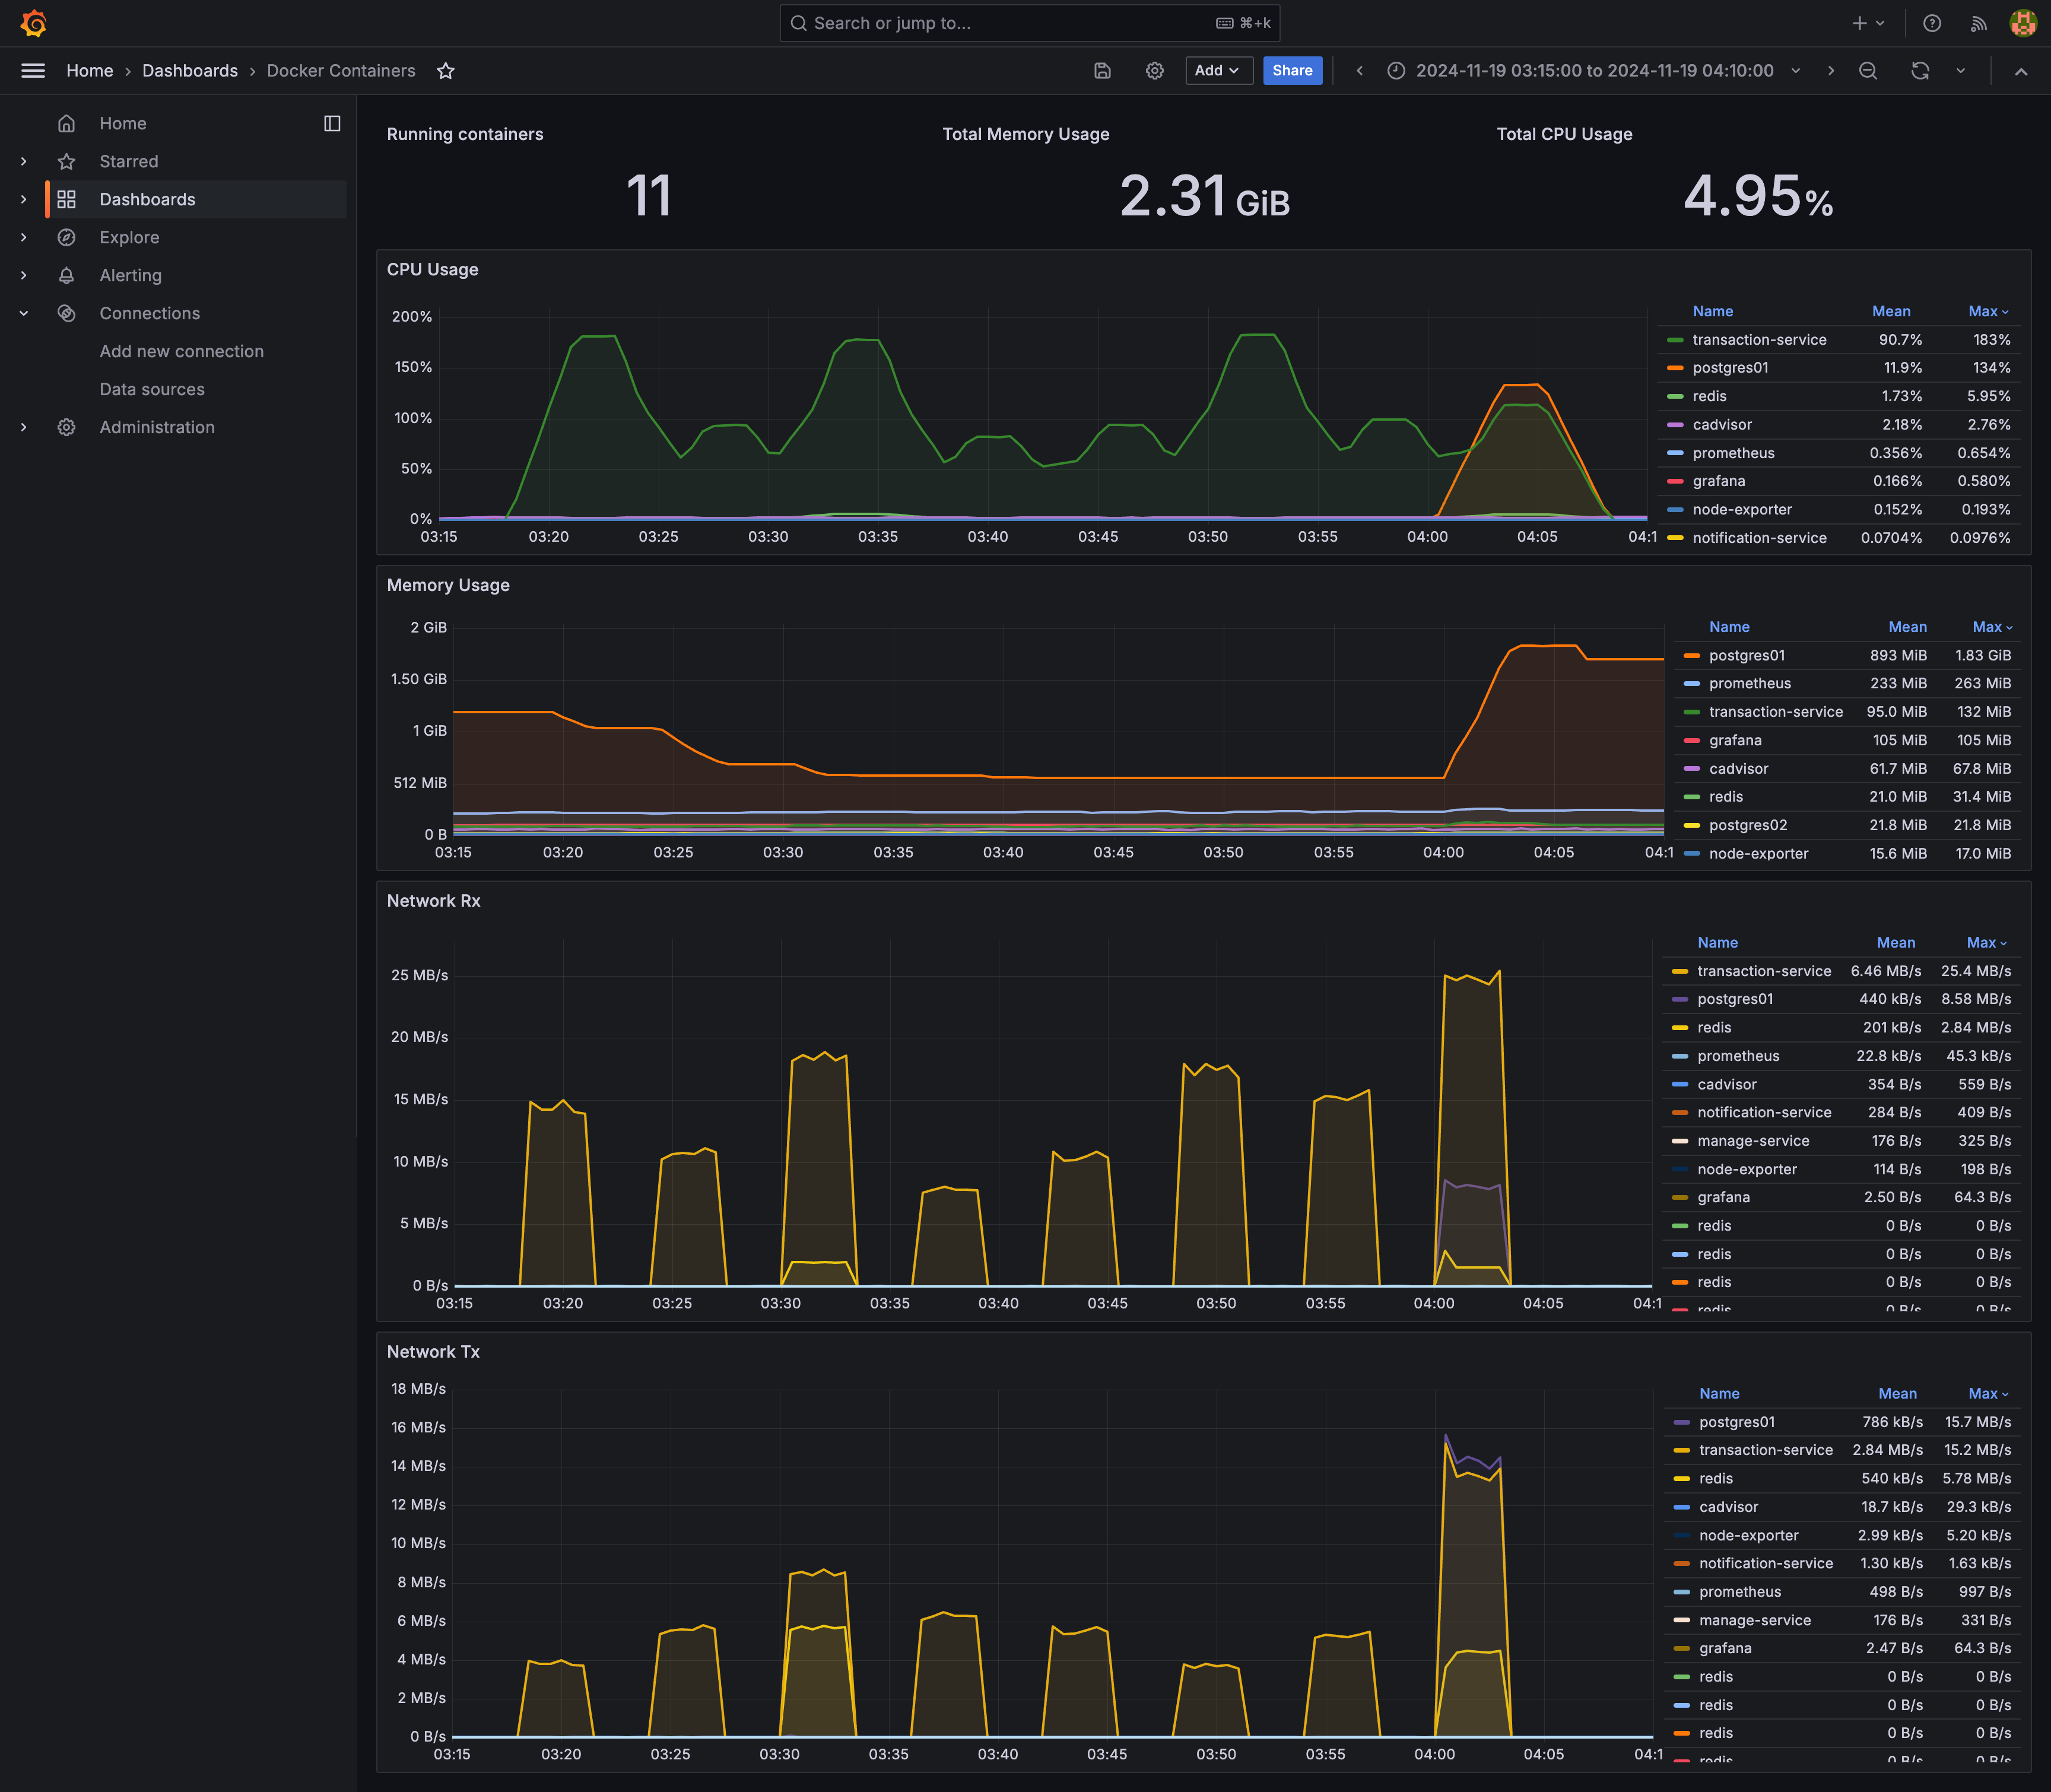 Search or jump to... ⌘+k
Home › Dashboards › Docker Containers
Add
Share
2024-11-19 03:15:00 to 2024-11-19 04:10:00
Home
Starred
Dashboards
Explore
Alerting
Connections
Add new connection
Data sources
Administration
Running containers
11
Total Memory Usage
2.31 GiB
Total CPU Usage
4.95%
CPU Usage
200%
150%
100%
50%
0%
03:15 03:20 03:25 03:30 03:35 03:40 03:45 03:50 03:55 04:00 04:05 04:1
Name Mean Max
transaction-service 90.7% 183%
postgres01 11.9% 134%
redis 1.73% 5.95%
cadvisor 2.18% 2.76%
prometheus 0.356% 0.654%
grafana 0.166% 0.580%
node-exporter 0.152% 0.193%
notification-service 0.0704% 0.0976%
Memory Usage
2 GiB
1.50 GiB
1 GiB
512 MiB
0 B
03:15 03:20 03:25 03:30 03:35 03:40 03:45 03:50 03:55 04:00 04:05 04:1
Name Mean Max
postgres01 893 MiB 1.83 GiB
prometheus 233 MiB 263 MiB
transaction-service 95.0 MiB 132 MiB
grafana 105 MiB 105 MiB
cadvisor 61.7 MiB 67.8 MiB
redis 21.0 MiB 31.4 MiB
postgres02 21.8 MiB 21.8 MiB
node-exporter 15.6 MiB 17.0 MiB
Network Rx
25 MB/s
20 MB/s
15 MB/s
10 MB/s
5 MB/s
0 B/s
03:15 03:20 03:25 03:30 03:35 03:40 03:45 03:50 03:55 04:00 04:05 04:1
Name Mean Max
transaction-service 6.46 MB/s 25.4 MB/s
postgres01 440 kB/s 8.58 MB/s
redis 201 kB/s 2.84 MB/s
prometheus 22.8 kB/s 45.3 kB/s
cadvisor 354 B/s 559 B/s
notification-service 284 B/s 409 B/s
manage-service 176 B/s 325 B/s
node-exporter 114 B/s 198 B/s
grafana 2.50 B/s 64.3 B/s
redis 0 B/s 0 B/s
redis 0 B/s 0 B/s
redis 0 B/s 0 B/s
redis 0 B/s 0 B/s
Network Tx
18 MB/s
16 MB/s
14 MB/s
12 MB/s
10 MB/s
8 MB/s
6 MB/s
4 MB/s
2 MB/s
0 B/s
03:15 03:20 03:25 03:30 03:35 03:40 03:45 03:50 03:55 04:00 04:05 04:1
Name Mean Max
postgres01 786 kB/s 15.7 MB/s
transaction-service 2.84 MB/s 15.2 MB/s
redis 540 kB/s 5.78 MB/s
cadvisor 18.7 kB/s 29.3 kB/s
node-exporter 2.99 kB/s 5.20 kB/s
notification-service 1.30 kB/s 1.63 kB/s
prometheus 498 B/s 997 B/s
manage-service 176 B/s 331 B/s
grafana 2.47 B/s 64.3 B/s
redis 0 B/s 0 B/s
redis 0 B/s 0 B/s
redis 0 B/s 0 B/s
redis 0 B/s 0 B/s